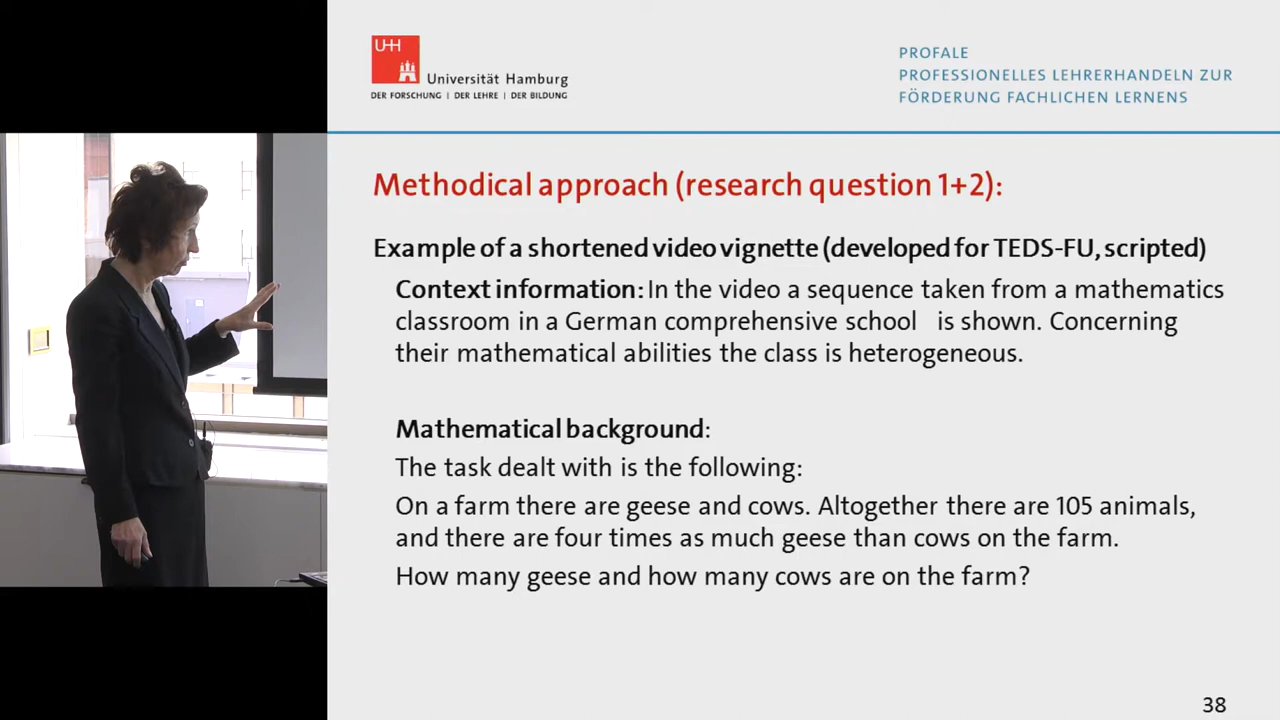 UHH
Universität Hamburg
DER FORSCHUNG | DER LEHRE | DER BILDUNG
PROFALE
PROFESSIONELLES LEHRERHANDELN ZUR
FÖRDERUNG FACHLICHEN LERNENS
Methodical approach (research question 1+2):
Example of a shortened video vignette (developed for TEDS-FU, scripted)
Context information: In the video a sequence taken from a mathematics
classroom in a German comprehensive school is shown. Concerning
their mathematical abilities the class is heterogeneous.
Mathematical background:
The task dealt with is the following:
On a farm there are geese and cows. Altogether there are 105 animals,
and there are four times as much geese than cows on the farm.
How many geese and how many cows are on the farm?
38